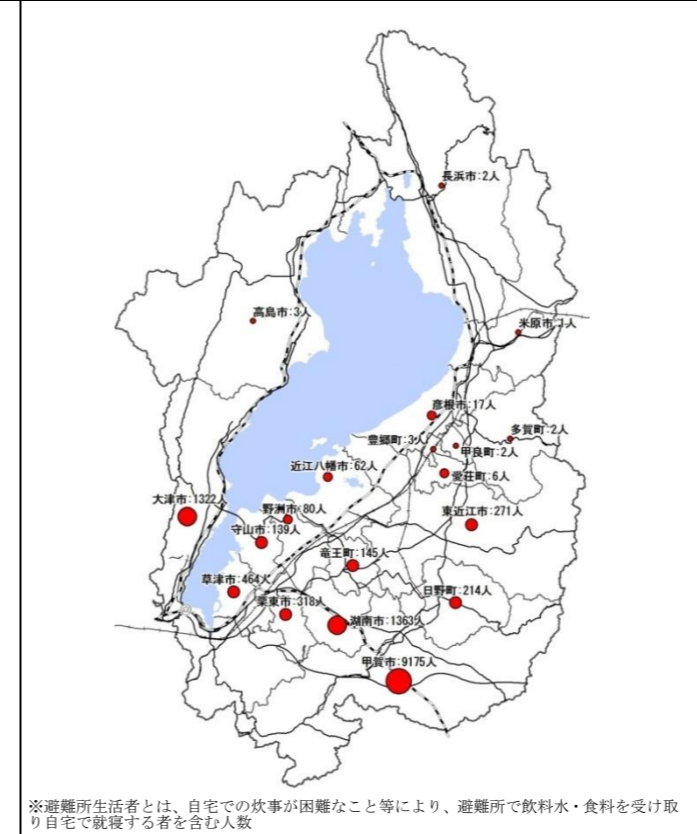 長浜市:2人
高島市:3人
米原市:1人
彦根市:17人
多賀町:2人
豊郷町:3人
甲良町:2人
近江八幡市:62人
愛荘町:6人
大津市:1322人
野洲市:80人
東近江市:271人
守山市:139人
竜王町:145人
草津市:464人
日野町:214人
栗東市:318人
湖南市:1363人
甲賀市:9175人
※避難所生活者とは、自宅での炊事が困難なこと等により、避難所で飲料水・食料を受け取
り自宅で就寝する者を含む人数